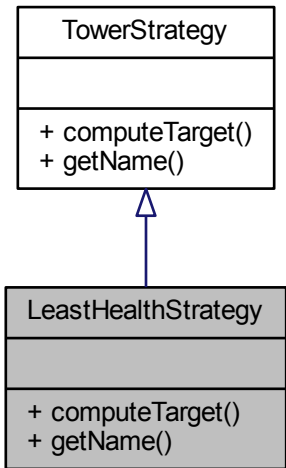 TowerStrategy
+ computeTarget()
+ getName()
LeastHealthStrategy
+ computeTarget()
+ getName()